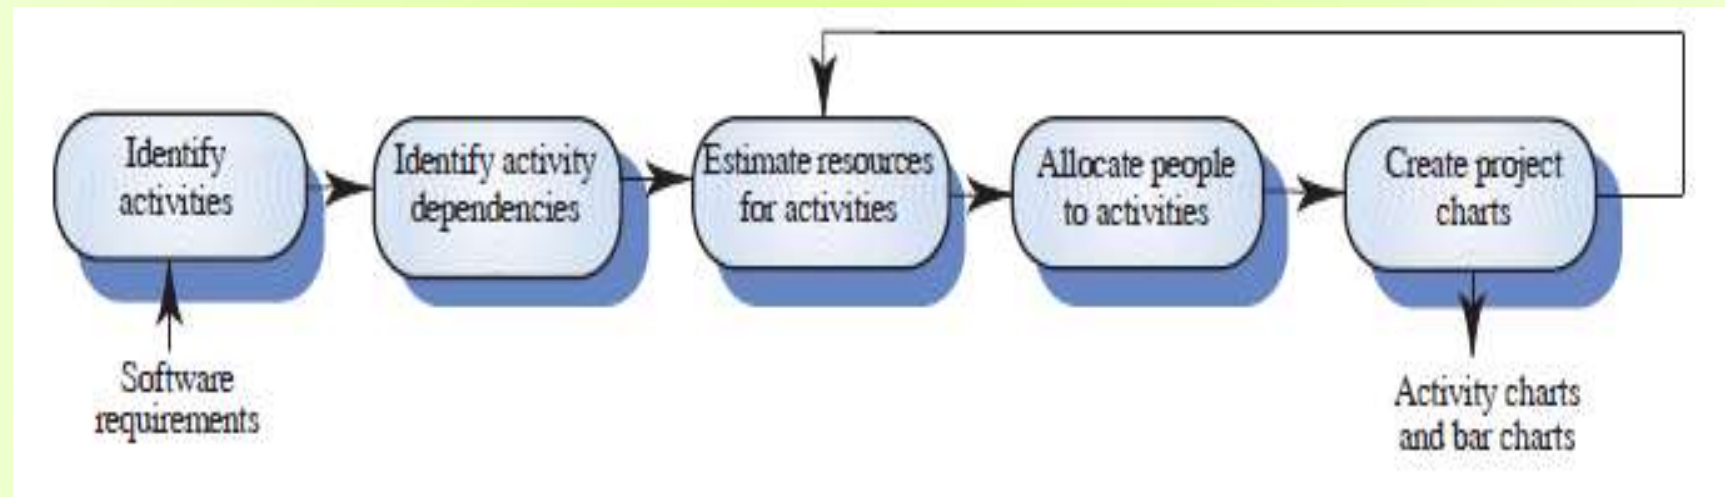 Identify
activities
Identify activity
dependencies
Estimate resources
for activities
Allocate people
to activities
Create project
charts
Software
requirements
Activity charts
and bar charts